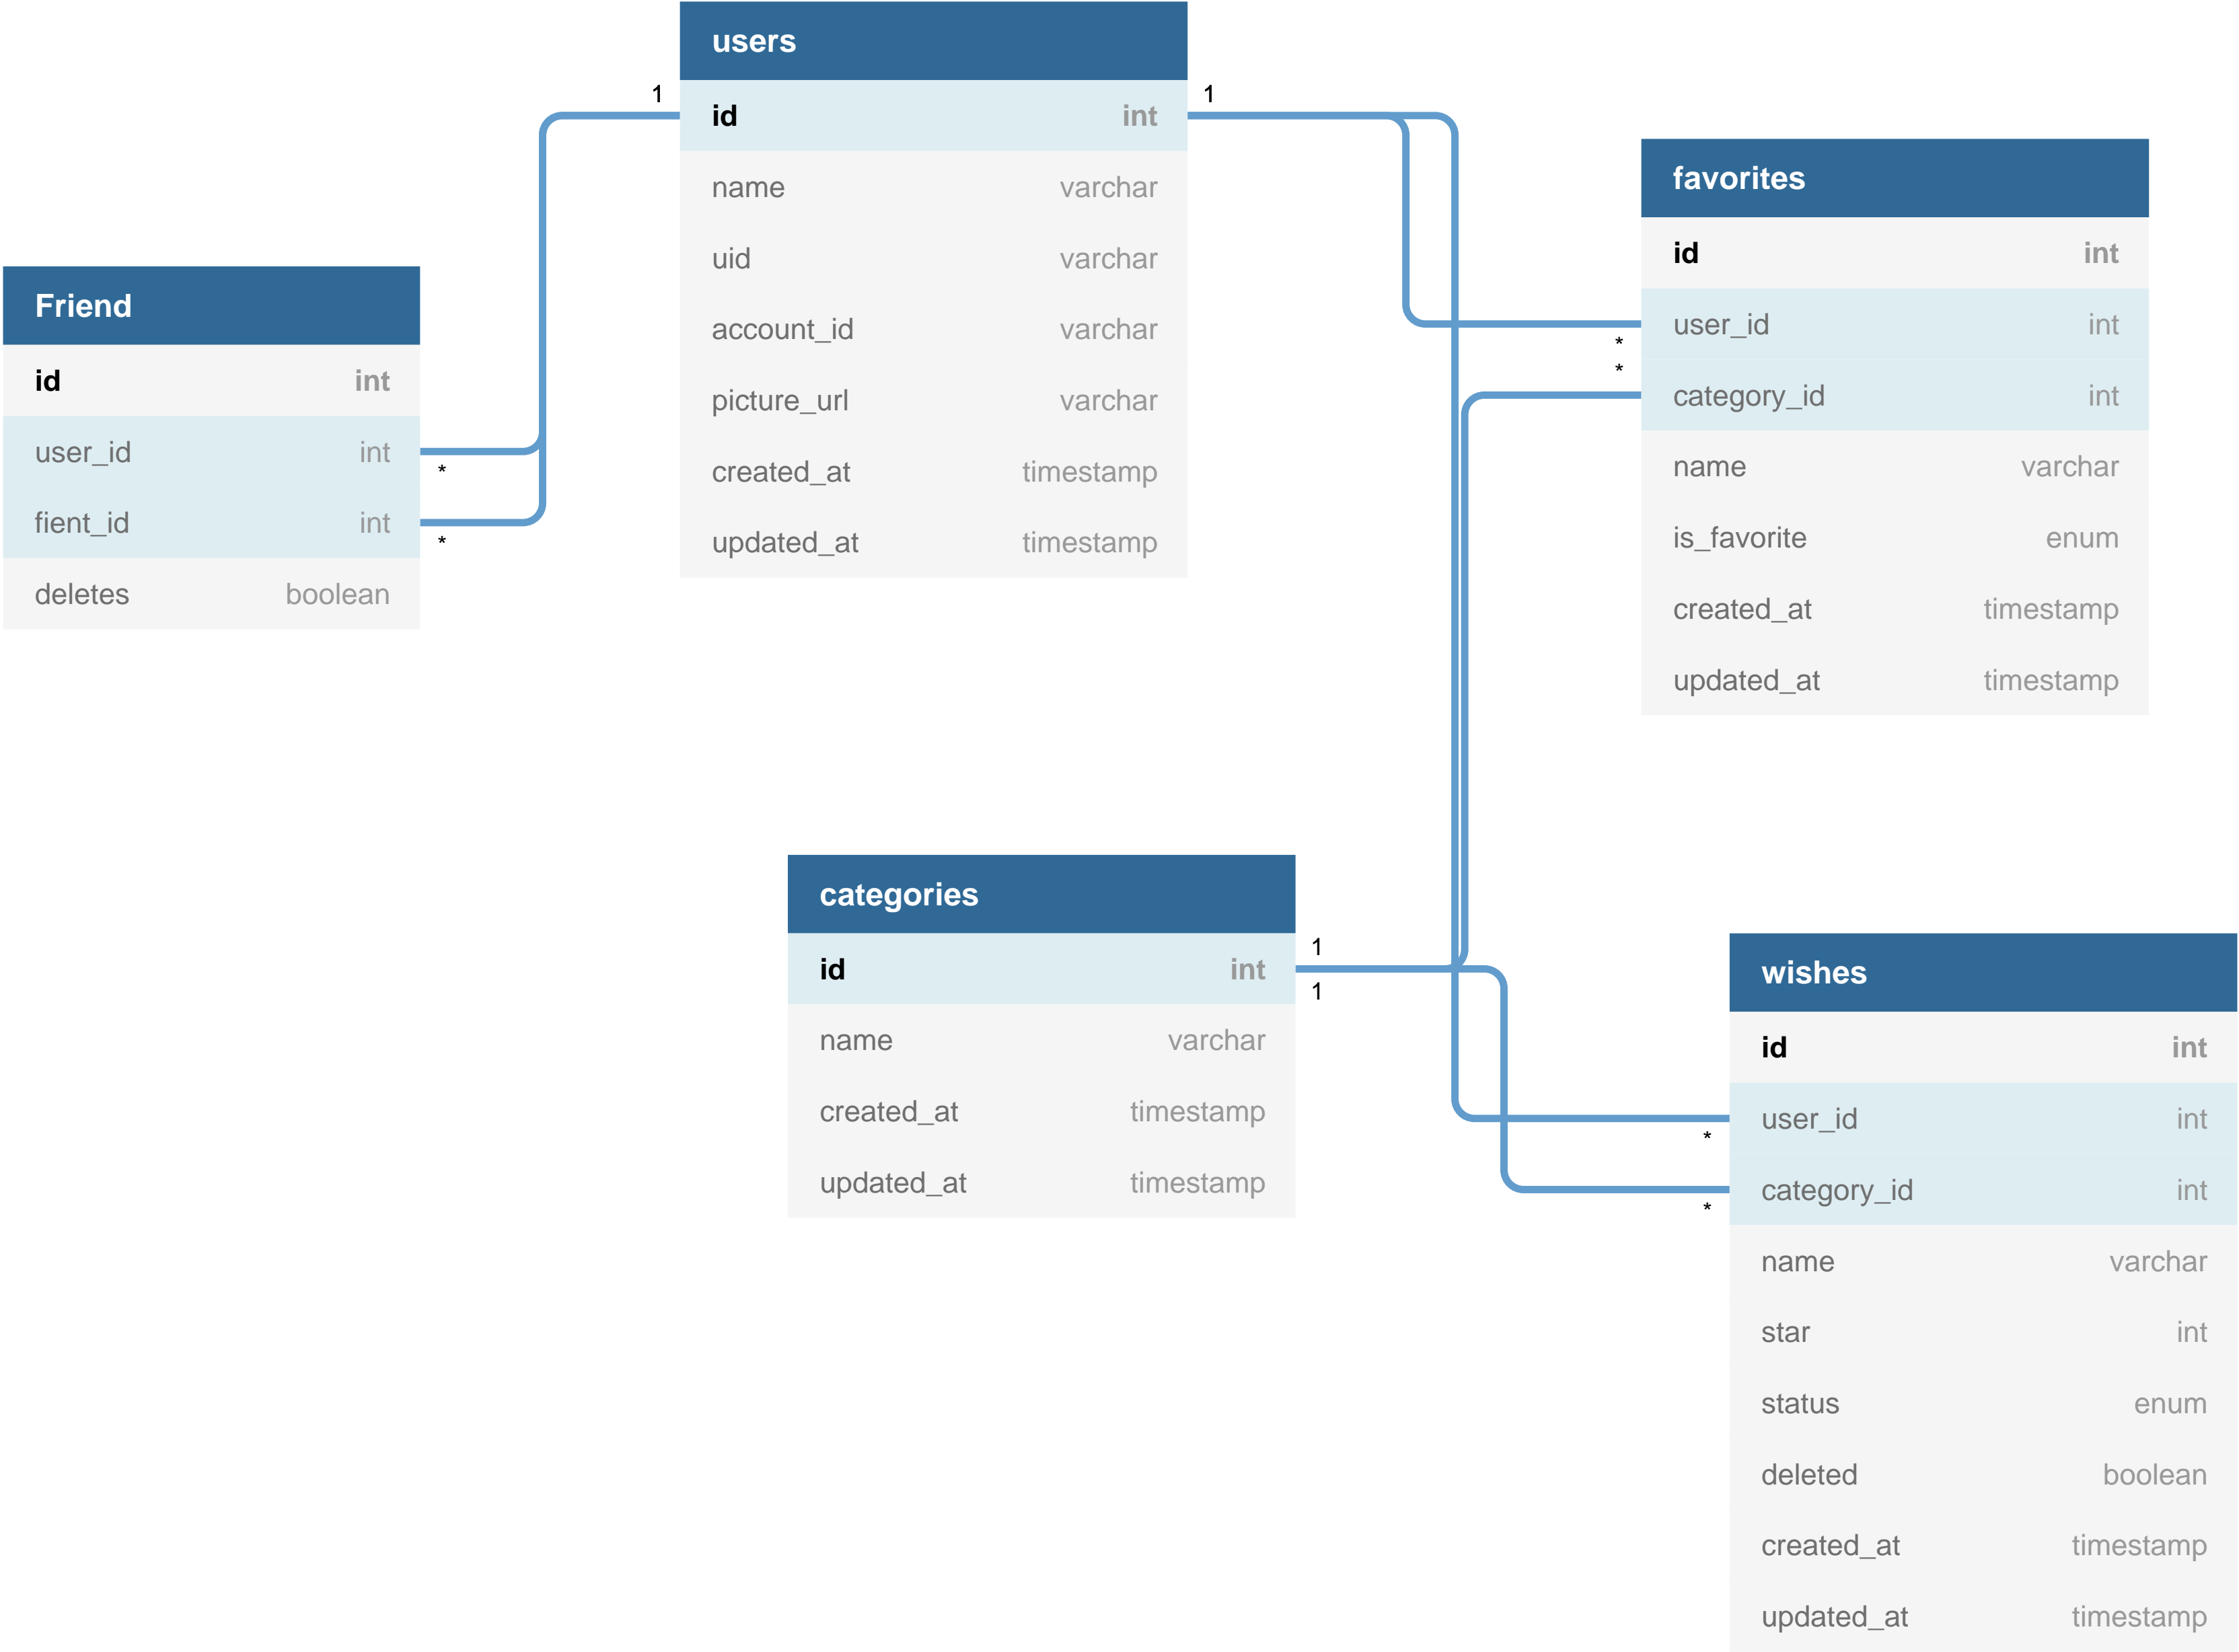 users
1
1
id int
name varchar
uid varchar
account_id varchar
picture_url varchar
created_at timestamp
updated_at timestamp
Friend
id int
user_id int
*
fient_id int
*
deletes boolean
favorites
id int
user_id int
*
*
category_id int
name varchar
is_favorite enum
created_at timestamp
updated_at timestamp
categories
1
id int
1
name varchar
created_at timestamp
updated_at timestamp
wishes
id int
user_id int
*
category_id int
*
name varchar
star int
status enum
deleted boolean
created_at timestamp
updated_at timestamp